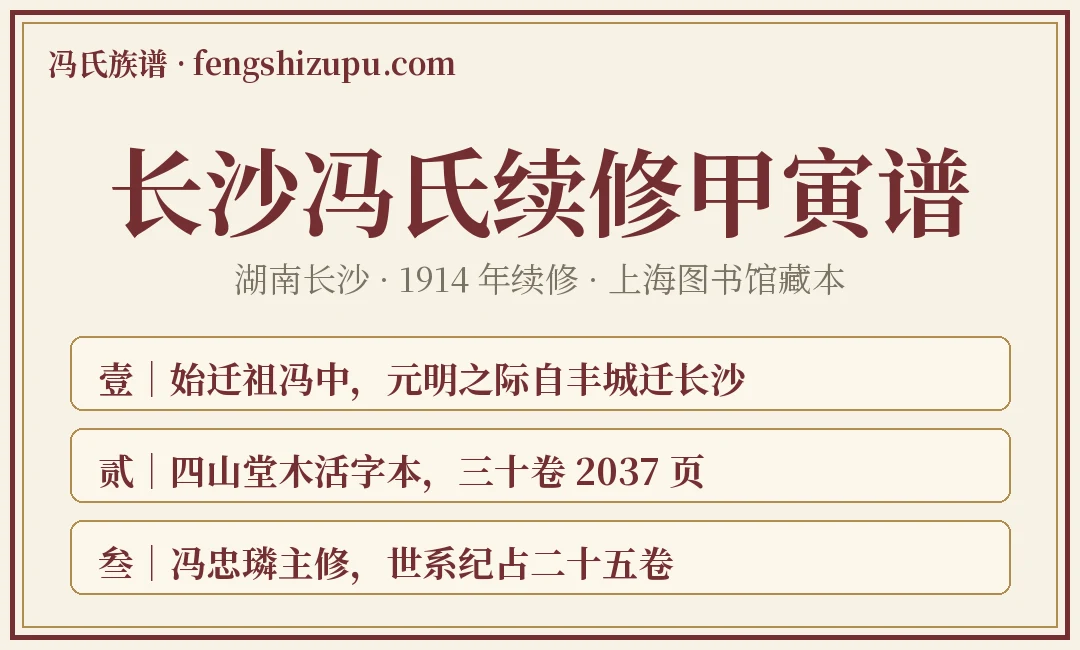 冯氏族谱 · fengshizupu.com
长沙冯氏续修甲寅谱
湖南长沙 · 1914 年续修 · 上海图书馆藏本
壹｜始迁祖冯中，元明之际自丰城迁长沙
贰｜四山堂木活字本，三十卷 2037 页
叁｜冯忠璘主修，世系纪占二十五卷